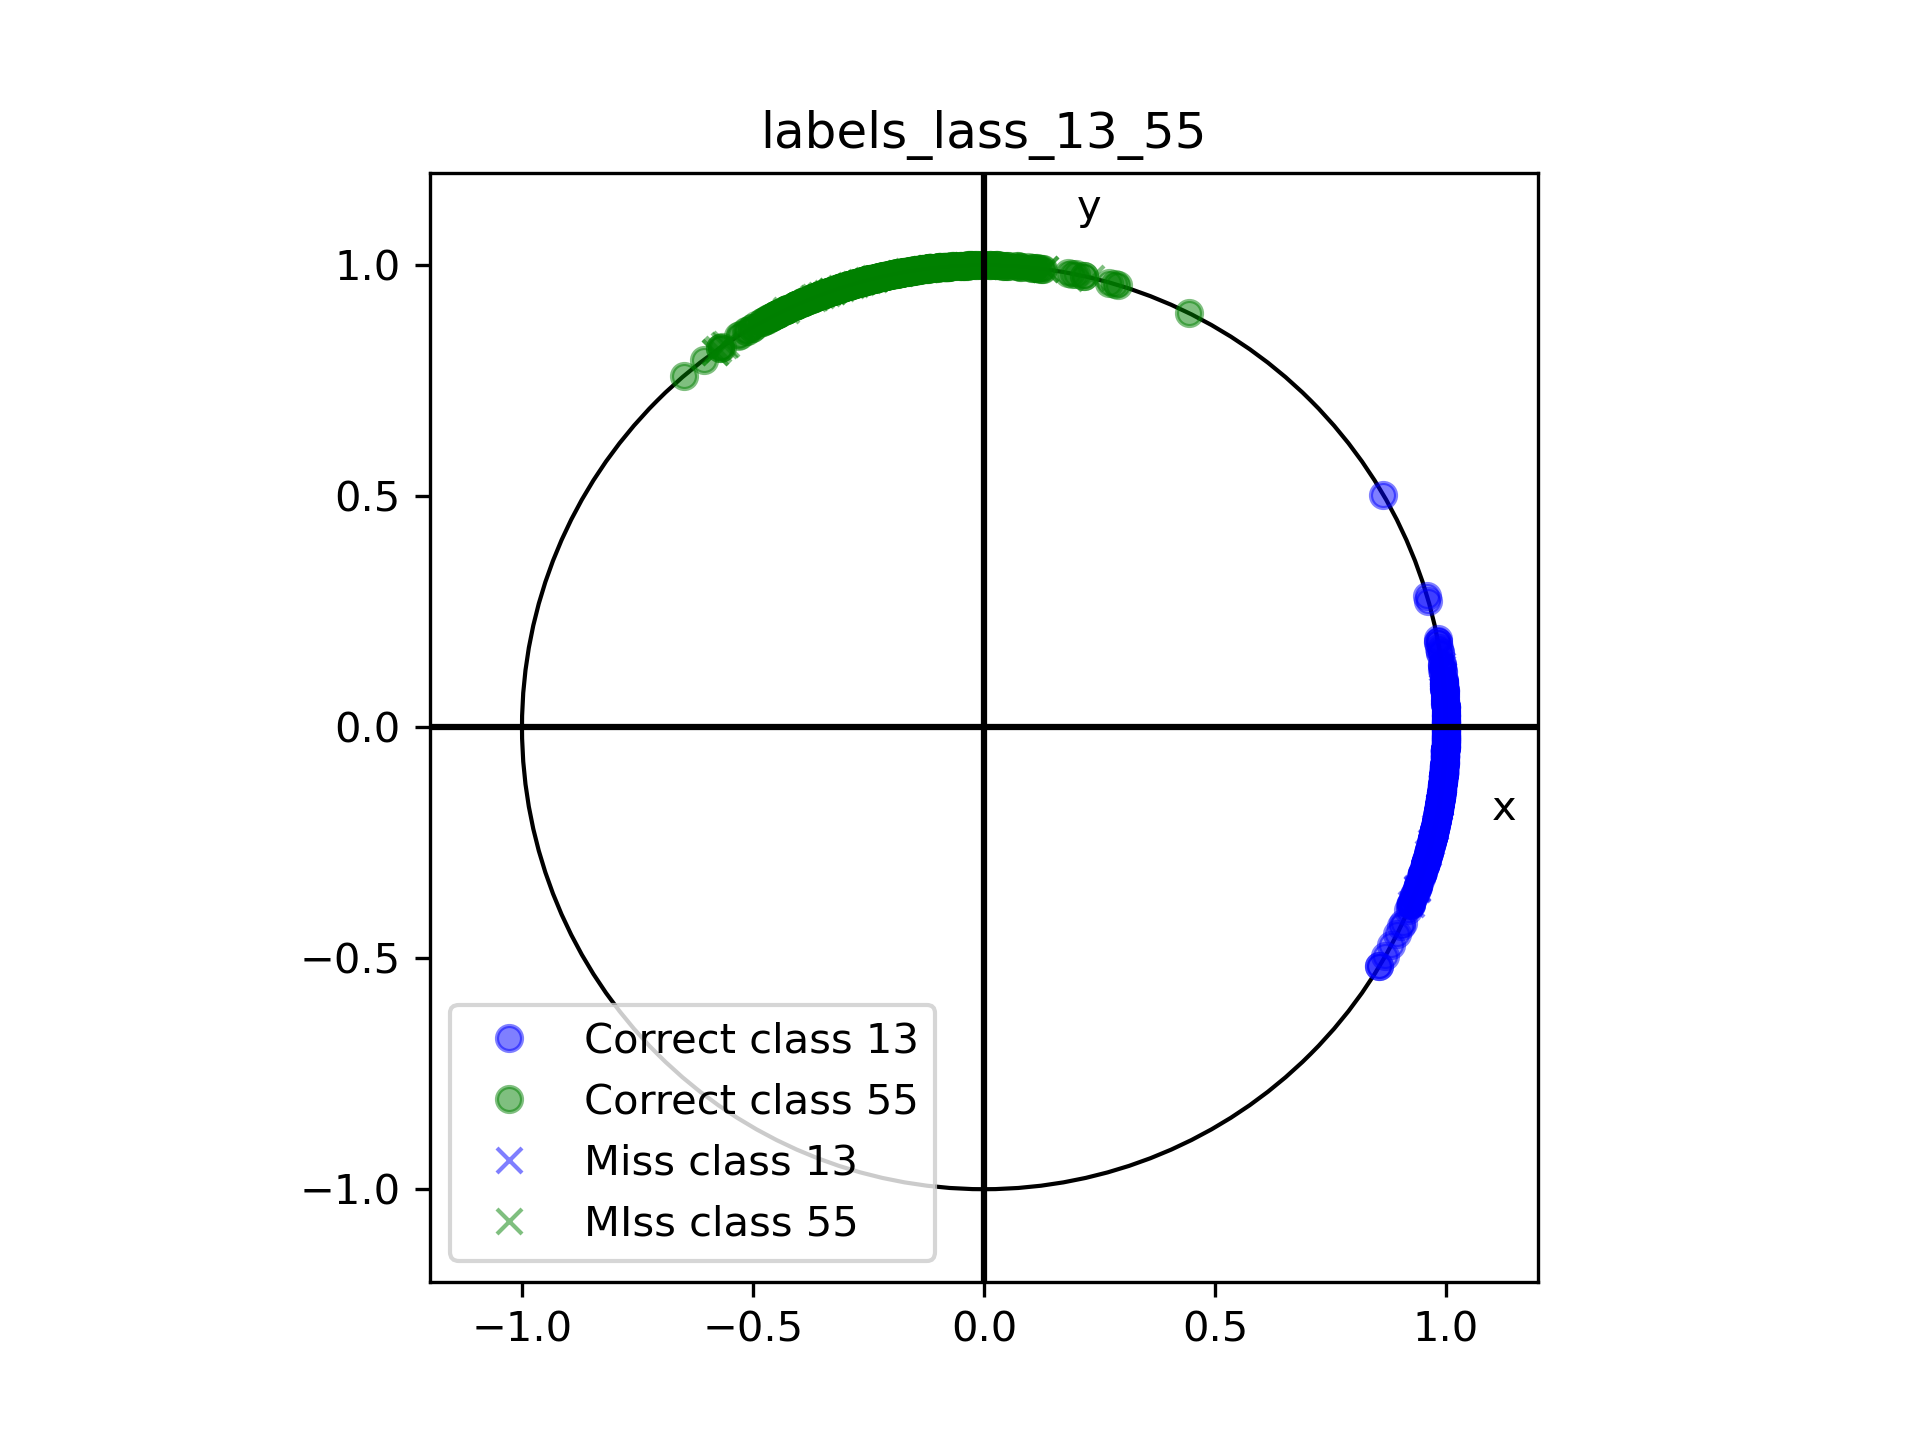 labels_lass_13_55
y
1.0
0.5
0.0
x
−0.5
−1.0
Correct class 13
Correct class 55
Miss class 13
MIss class 55
−1.0 −0.5 0.0 0.5 1.0